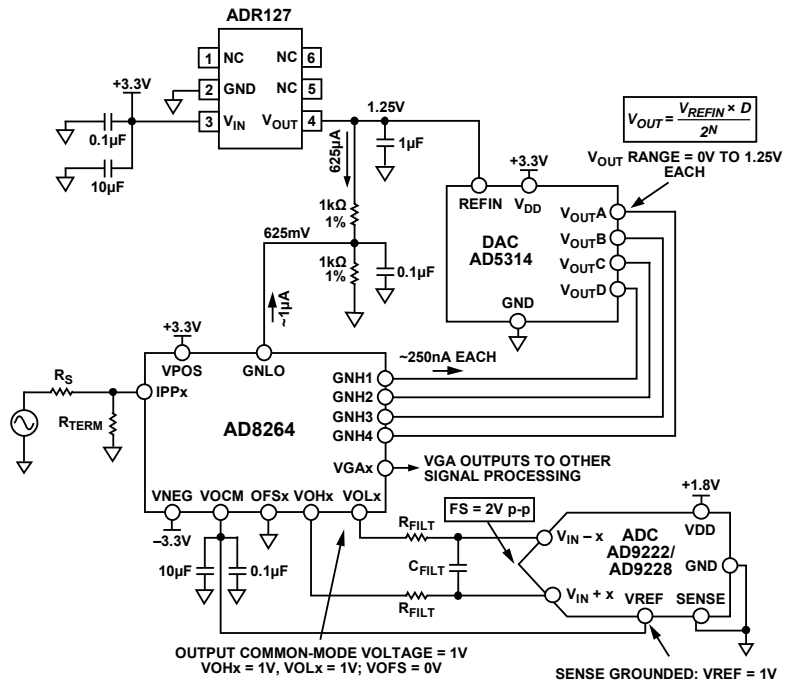 ADR127
1 NC
NC 6
2 GND
NC 5
3 VIN
VOUT 4
+3.3V
0.1µF
10µF
1.25V
1µF
625µA
1kΩ
1%
625mV
1kΩ
1%
0.1µF
~1µA
VOUT = VREFIN × D / 2N
VOUT RANGE = 0V TO 1.25V
EACH
+3.3V
REFIN
VDD
DAC
AD5314
VOUTA
VOUTB
VOUTC
VOUTD
GND
+3.3V
VPOS
GNLO
RS
IPPx
RTERM
AD8264
~250nA EACH
GNH1
GNH2
GNH3
GNH4
VGAx
VGA OUTPUTS TO OTHER
SIGNAL PROCESSING
VNEG
VOCM
OFSx
VOHx
VOLx
–3.3V
10µF
0.1µF
RFILT
CFILT
RFILT
FS = 2V p-p
+1.8V
VDD
ADC
AD9222/
AD9228
VIN – x
VIN + x
GND
VREF
SENSE
OUTPUT COMMON-MODE VOLTAGE = 1V
VOHx = 1V, VOLx = 1V; VOFS = 0V
SENSE GROUNDED: VREF = 1V